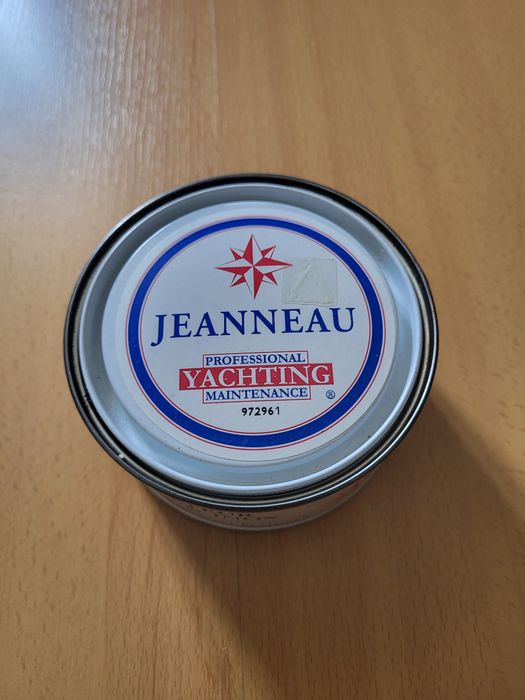 JEANNEAU
PROFESSIONAL
YACHTING
MAINTENANCE
®
972961